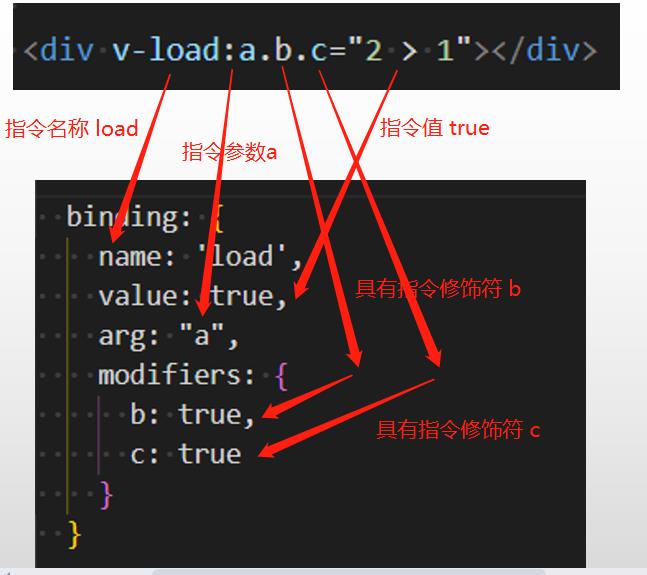 <div v-load:a.b.c="2 > 1"></div>
指令名称 load
指令参数a
指令值 true
binding: {
name: 'load',
value: true,
具有指令修饰符 b
arg: "a",
modifiers: {
b: true,
具有指令修饰符 c
c: true
}
}